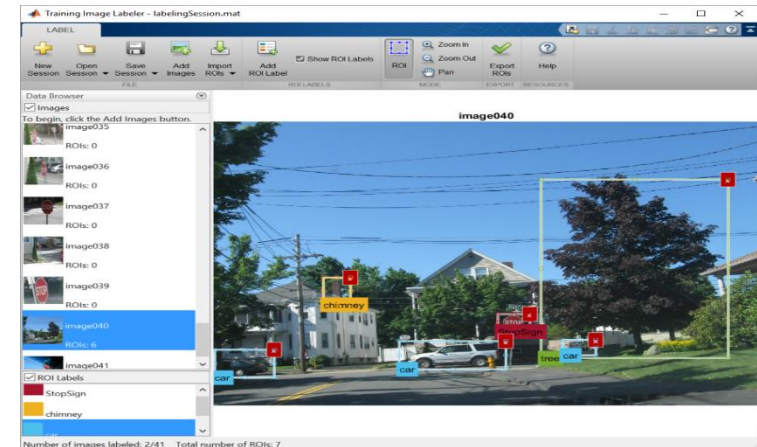 Training Image Labeler - labelingSession.mat
LABEL
New Session
Open Session
Save Session
Add Images
Import ROIs
Add ROI Label
Show ROI Labels
ROI
Zoom In
Zoom Out
Pan
Export ROIs
Help
FILE
ROI LABELS
MODE
EXPORT
RESOURCES
Data Browser
Images
To begin, click the Add Images button.
image035
ROIs: 0
image036
ROIs: 0
image037
ROIs: 0
image038
ROIs: 0
image039
ROIs: 0
image040
ROIs: 6
image041
ROI Labels
StopSign
chimney
car
Number of images labeled: 2/41 Total number of ROIs: 7
image040
chimney
StopSign
tree
car
car
car